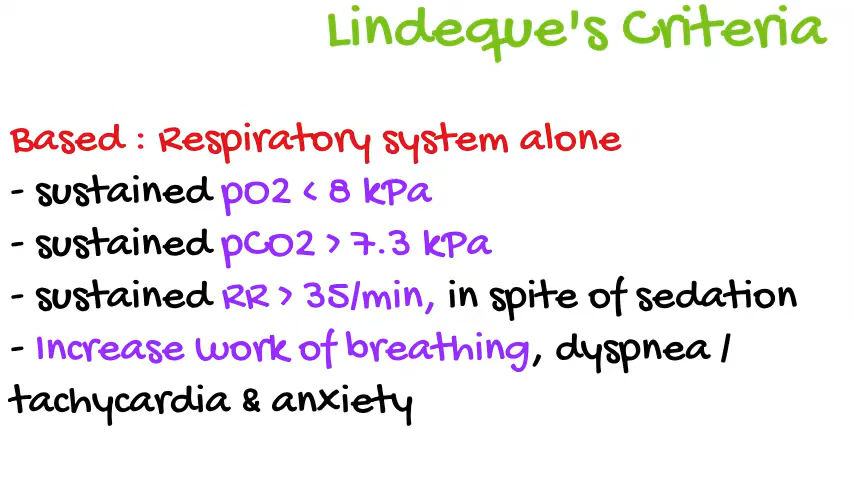 Lindeque's Criteria
Based : Respiratory system alone
- sustained pO2 < 8 kPa
- sustained pCO2 > 7.3 kPa
- sustained RR > 35/min, in spite of sedation
- Increase work of breathing, dyspnea /
tachycardia & anxiety